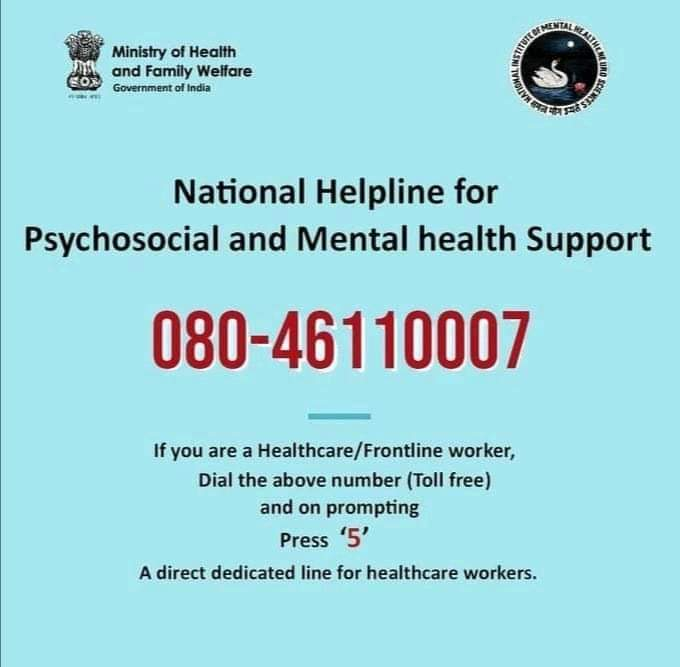 Ministry of Health
and Family Welfare
Government of India
NATIONAL INSTITUTE OF MENTAL HEALTH & NEURO SCIENCES
National Helpline for
Psychosocial and Mental health Support
080-46110007
If you are a Healthcare/Frontline worker,
Dial the above number (Toll free)
and on prompting
Press ‘5’
A direct dedicated line for healthcare workers.